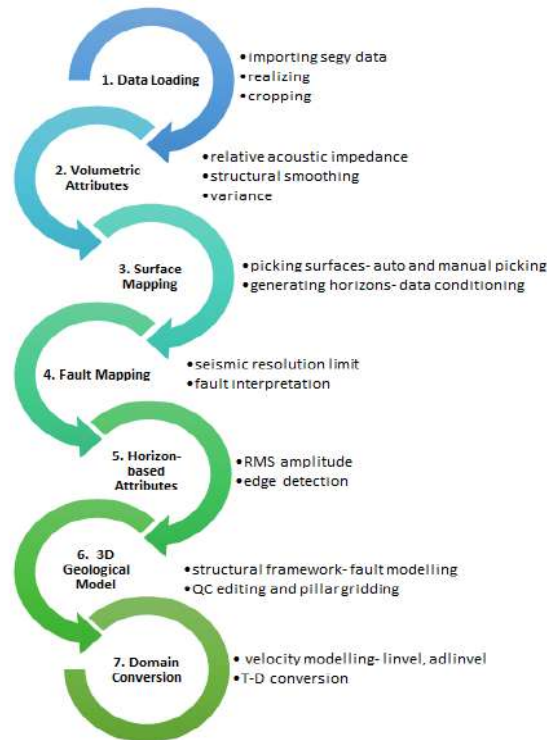 1. Data Loading
• importing segy data
• realizing
• cropping
2. Volumetric
Attributes
• relative acoustic impedance
• structural smoothing
• variance
3. Surface
Mapping
• picking surfaces- auto and manual picking
• generating horizons- data conditioning
4. Fault Mapping
• seismic resolution limit
• fault interpretation
5. Horizon-
based
Attributes
• RMS amplitude
• edge detection
6. 3D
Geological
Model
• structural framework- fault modelling
• QC editing and pillar gridding
7. Domain
Conversion
• velocity modelling- linvel, adlinvel
• T-D conversion